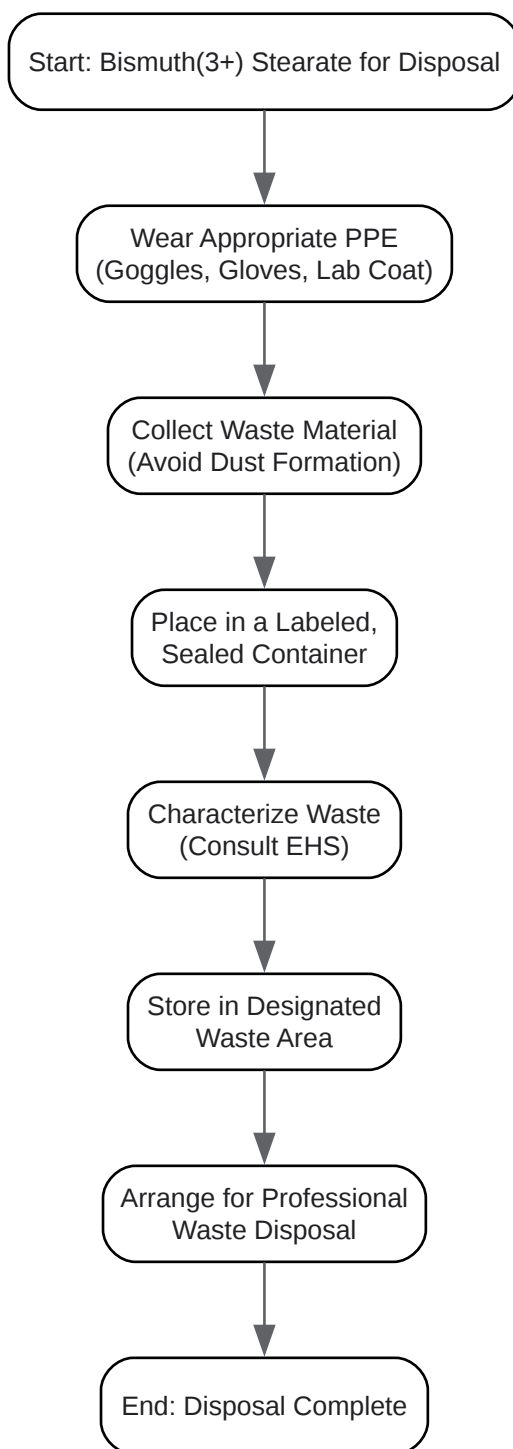 Start: Bismuth(3+) Stearate for Disposal
Wear Appropriate PPE
(Goggles, Gloves, Lab Coat)
Collect Waste Material
(Avoid Dust Formation)
Place in a Labeled,
Sealed Container
Characterize Waste
(Consult EHS)
Store in Designated
Waste Area
Arrange for Professional
Waste Disposal
End: Disposal Complete